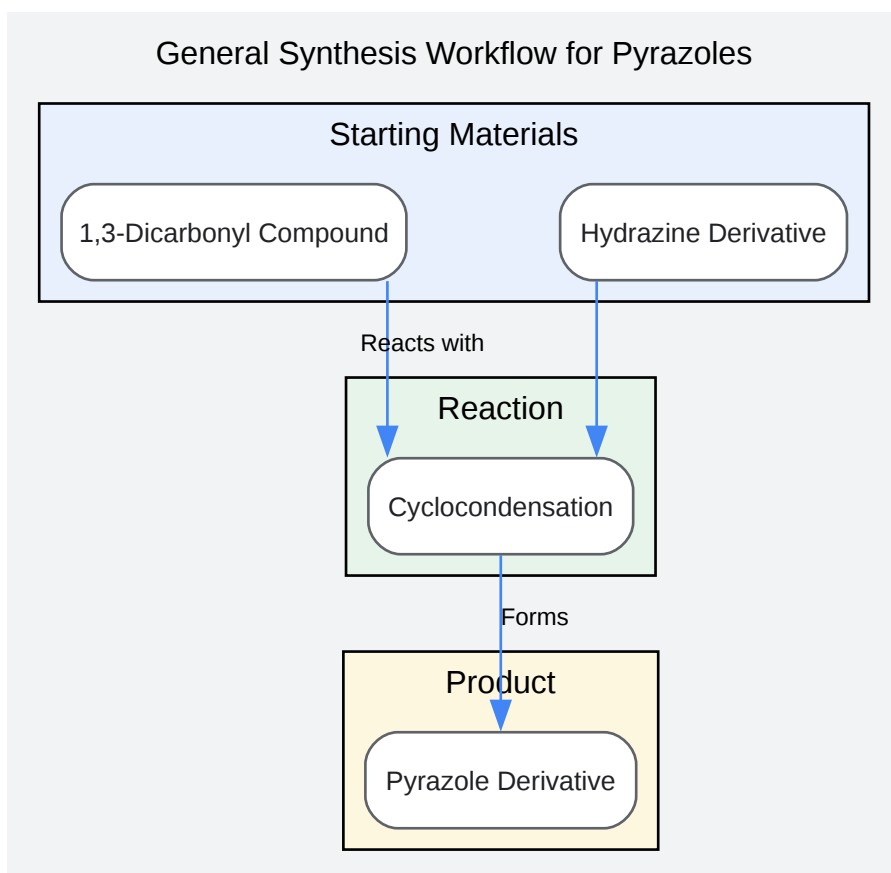 General Synthesis Workflow for Pyrazoles
Starting Materials
1,3-Dicarbonyl Compound
Hydrazine Derivative
Reacts with
Reaction
Cyclocondensation
Forms
Product
Pyrazole Derivative